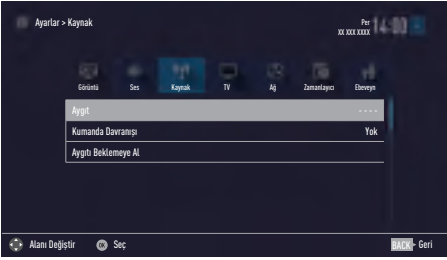 Ayarlar > Kaynak
Per
XX XXX XXXX
14:00
Görüntü Ses Kaynak TV Ağ Zamanlayıcı Ebeveyn
Aygıt - - - -
Kumanda Davranışı Yok
Aygıtı Beklemeye Al
Alanı Değiştir OK Seç BACK Geri